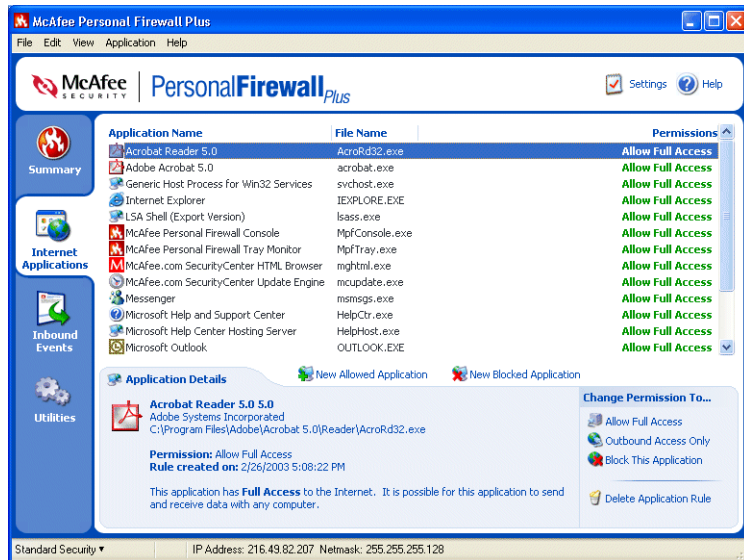 McAfee Personal Firewall Plus
File Edit View Application Help
McAfee SECURITY PersonalFirewall Plus Settings Help
Summary
Internet Applications
Inbound Events
Utilities
Application Name File Name Permissions
Acrobat Reader 5.0 AcroRd32.exe Allow Full Access
Adobe Acrobat 5.0 acrobat.exe Allow Full Access
Generic Host Process for Win32 Services svchost.exe Allow Full Access
Internet Explorer IEXPLORE.EXE Allow Full Access
LSA Shell (Export Version) lsass.exe Allow Full Access
McAfee Personal Firewall Console MpfConsole.exe Allow Full Access
McAfee Personal Firewall Tray Monitor MpfTray.exe Allow Full Access
McAfee.com SecurityCenter HTML Browser mghtml.exe Allow Full Access
McAfee.com SecurityCenter Update Engine mcupdate.exe Allow Full Access
Messenger msmsgs.exe Allow Full Access
Microsoft Help and Support Center HelpCtr.exe Allow Full Access
Microsoft Help Center Hosting Server HelpHost.exe Allow Full Access
Microsoft Outlook OUTLOOK.EXE Allow Full Access
Application Details New Allowed Application New Blocked Application
Acrobat Reader 5.0 5.0
Adobe Systems Incorporated
C:\Program Files\Adobe\Acrobat 5.0\Reader\AcroRd32.exe
Permission: Allow Full Access
Rule created on: 2/26/2003 5:08:22 PM
This application has Full Access to the Internet. It is possible for this application to send
and receive data with any computer.
Change Permission To...
Allow Full Access
Outbound Access Only
Block This Application
Delete Application Rule
Standard Security IP Address: 216.49.82.207 Netmask: 255.255.255.128